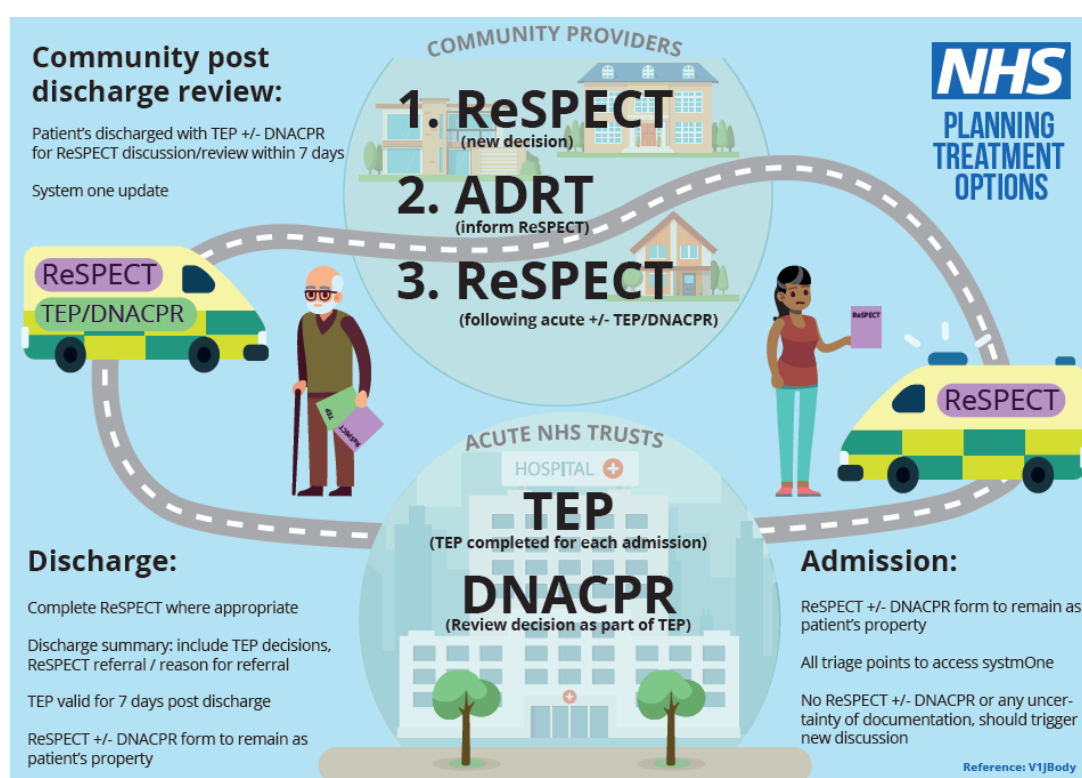 Community post
discharge review:
Patient's discharged with TEP +/- DNACPR
for ReSPECT discussion/review within 7 days
System one update
COMMUNITY PROVIDERS
1. ReSPECT
(new decision)
2. ADRT
(inform ReSPECT)
3. ReSPECT
(following acute +/- TEP/DNACPR)
NHS
PLANNING
TREATMENT
OPTIONS
ReSPECT
TEP/DNACPR
TEP
ReSPECT
ReSPECT
ReSPECT
ACUTE NHS TRUSTS
HOSPITAL
TEP
(TEP completed for each admission)
DNACPR
(Review decision as part of TEP)
Discharge:
Complete ReSPECT where appropriate
Discharge summary: include TEP decisions,
ReSPECT referral / reason for referral
TEP valid for 7 days post discharge
ReSPECT +/- DNACPR form to remain as
patient's property
Admission:
ReSPECT +/- DNACPR form to remain as
patient's property
All triage points to access systmOne
No ReSPECT +/- DNACPR or any uncer-
tainty of documentation, should trigger
new discussion
Reference: V1JBody